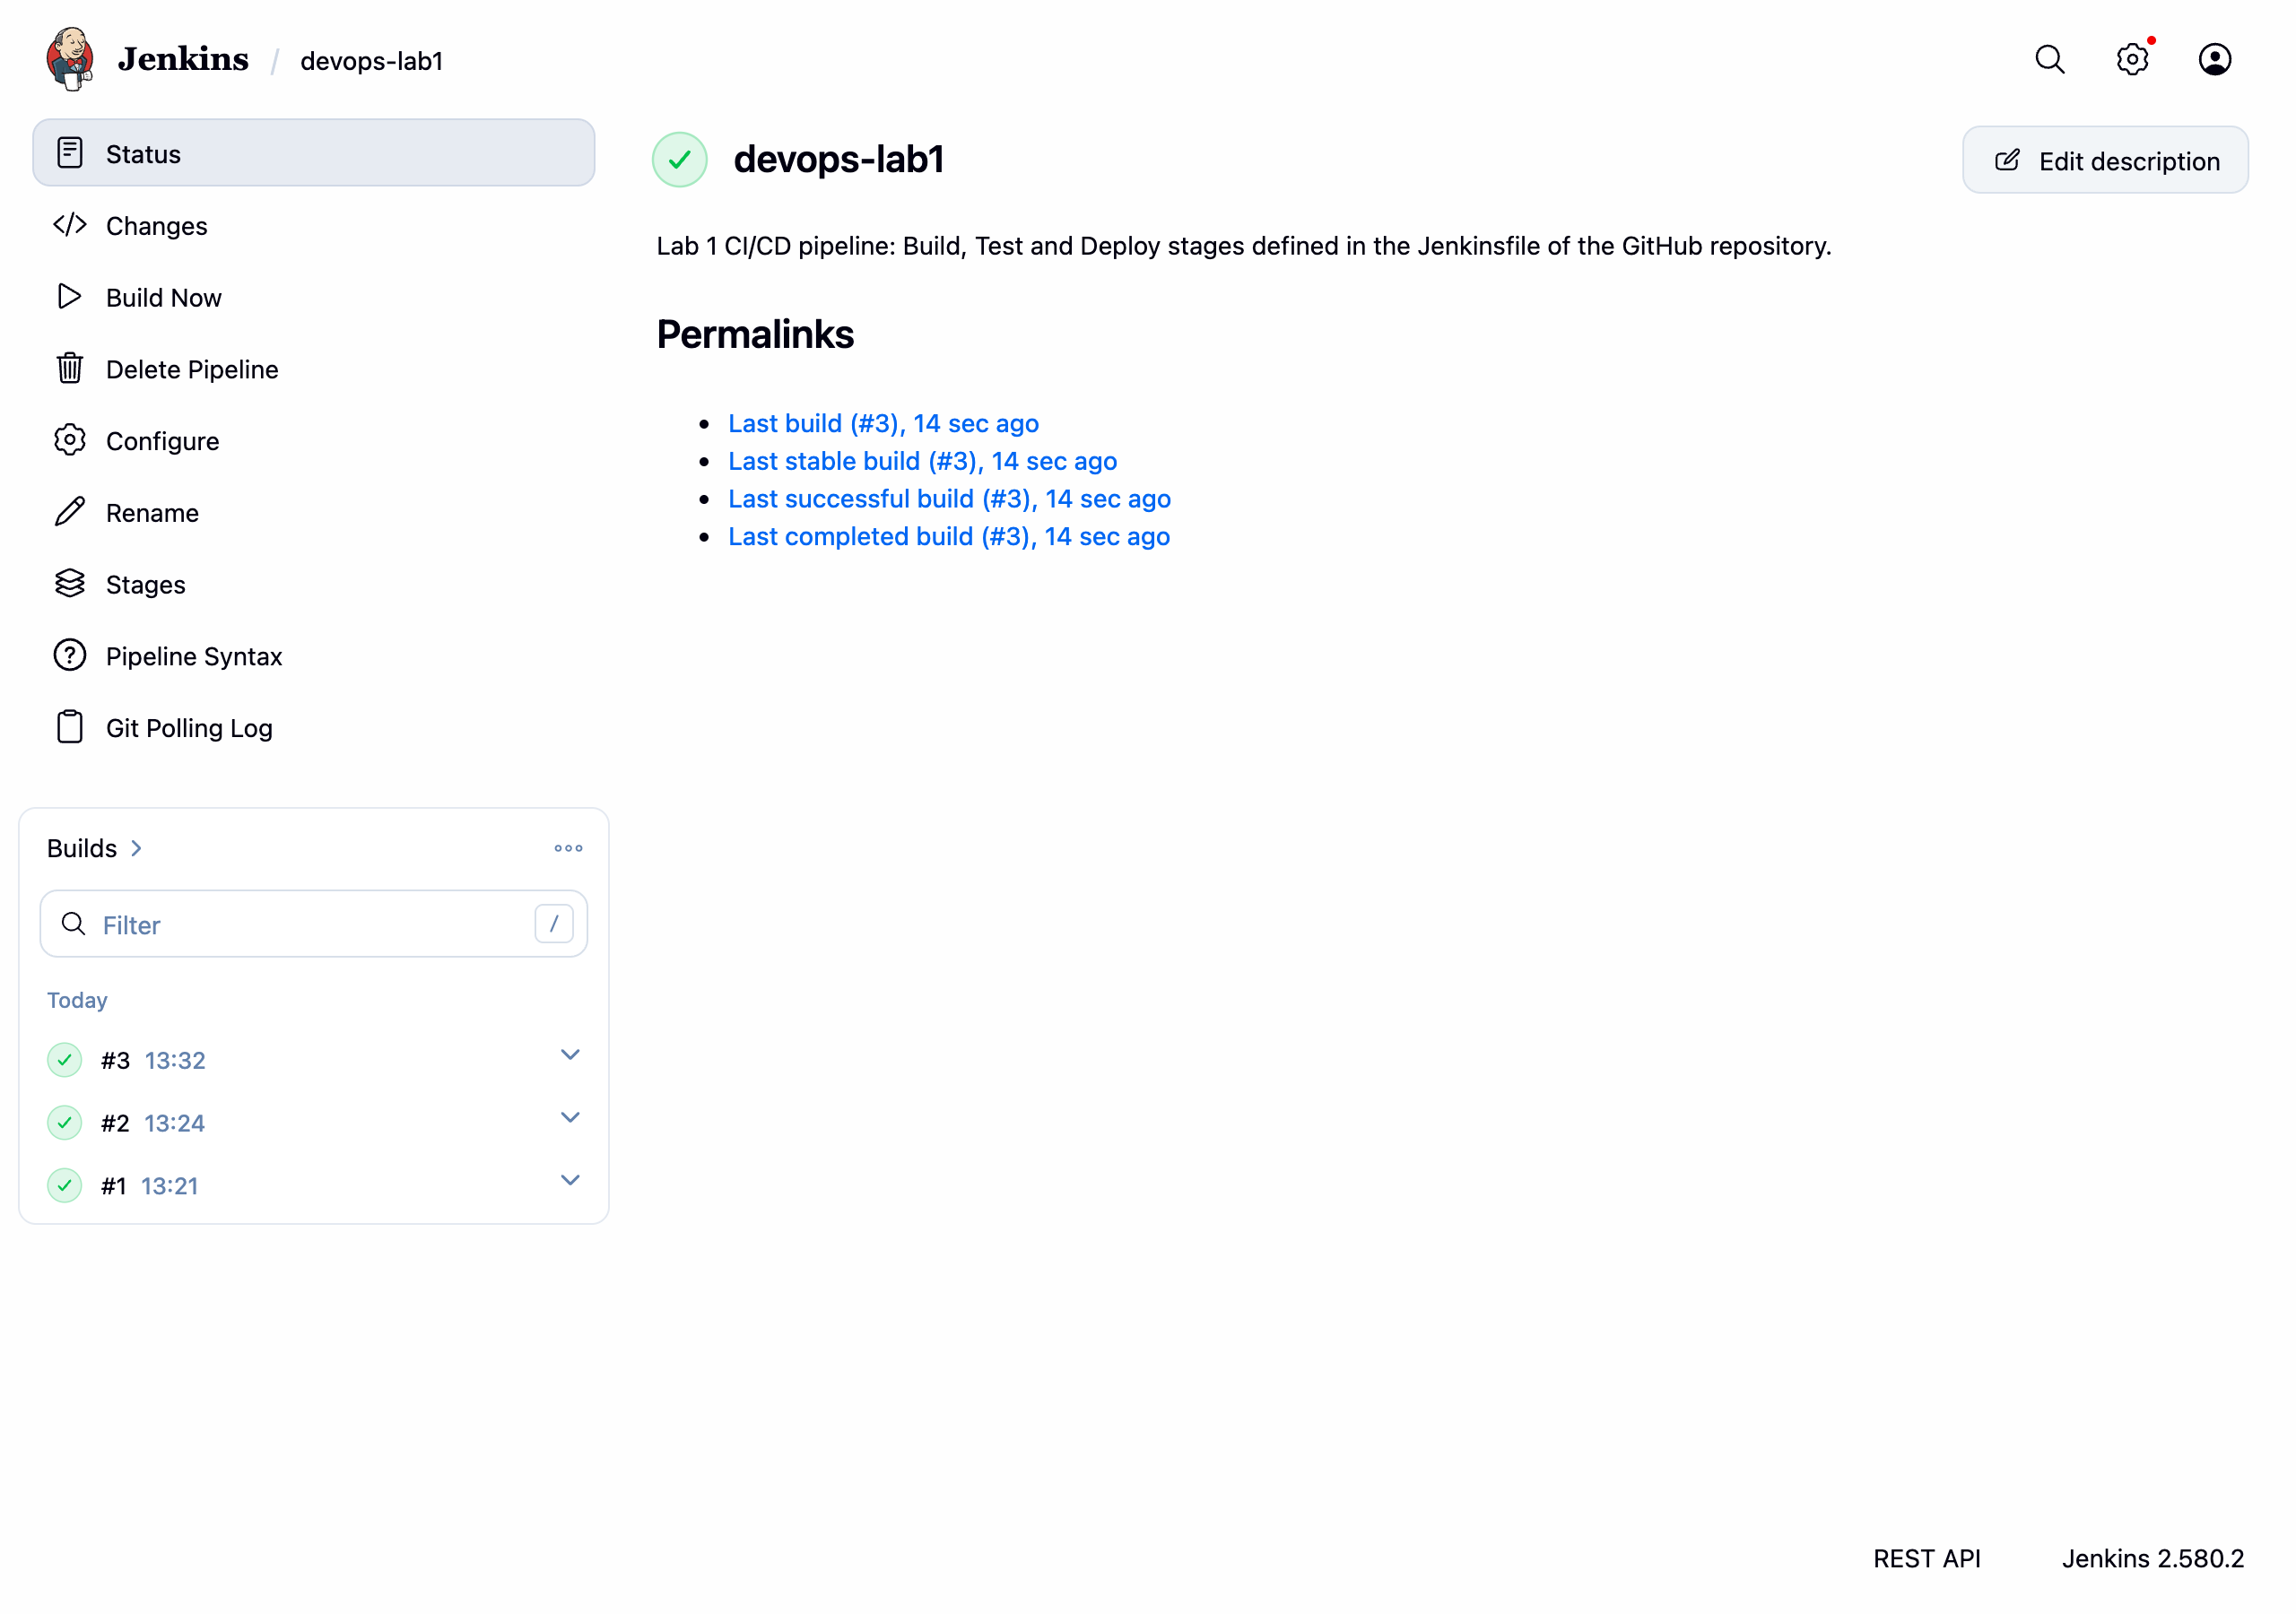 Jenkins / devops-lab1
Status
Changes
Build Now
Delete Pipeline
Configure
Rename
Stages
Pipeline Syntax
Git Polling Log
Builds
Filter /
Today
#3 13:32
#2 13:24
#1 13:21
devops-lab1
Edit description
Lab 1 CI/CD pipeline: Build, Test and Deploy stages defined in the Jenkinsfile of the GitHub repository.
Permalinks
Last build (#3), 14 sec ago
Last stable build (#3), 14 sec ago
Last successful build (#3), 14 sec ago
Last completed build (#3), 14 sec ago
REST API
Jenkins 2.580.2